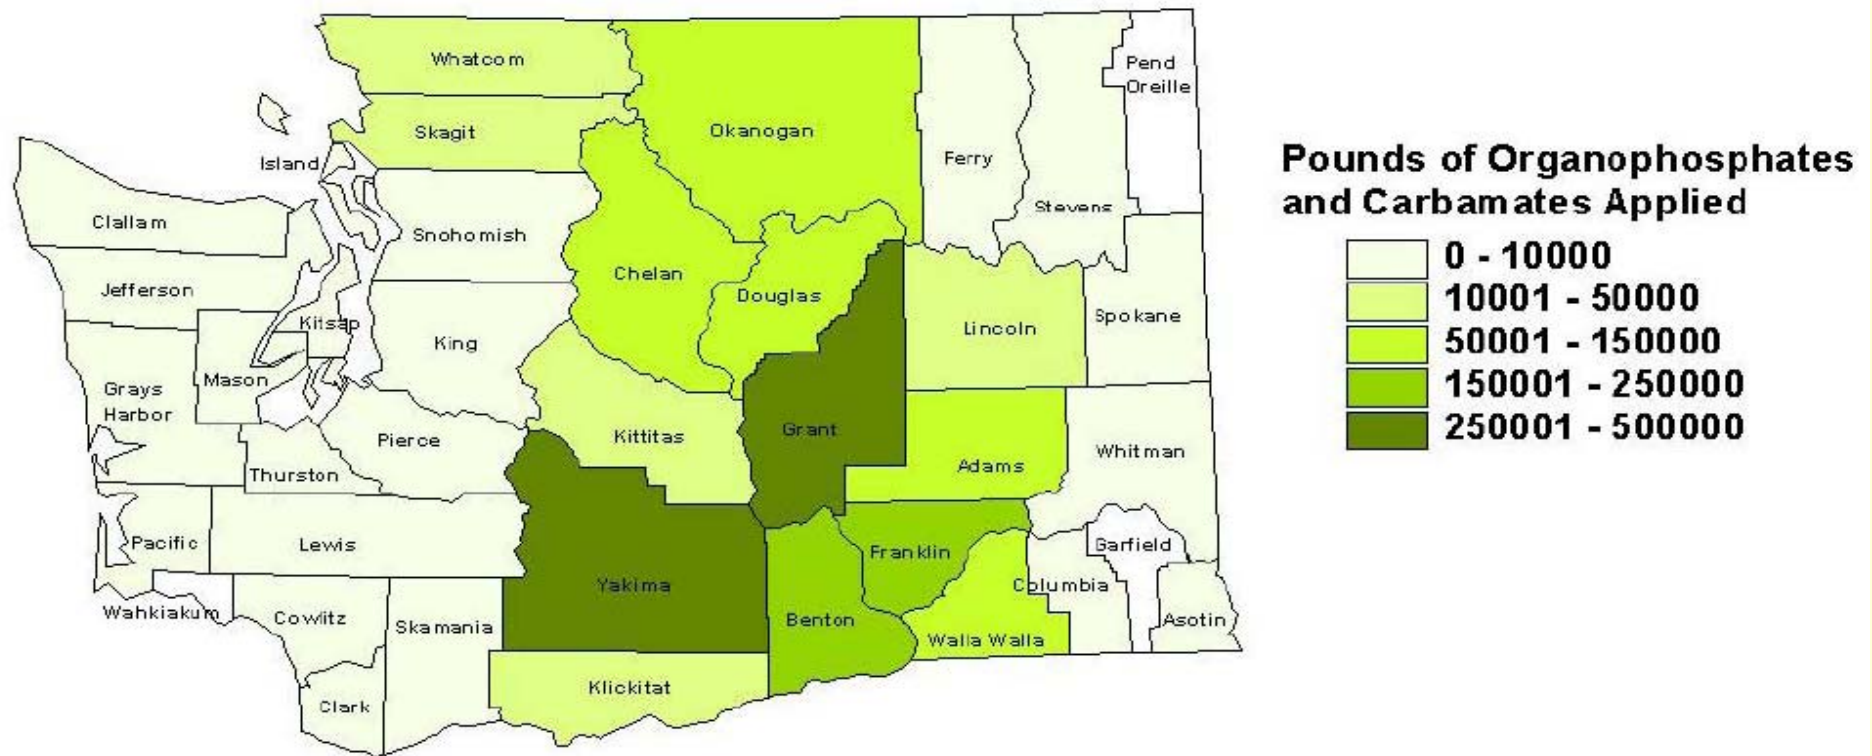 Whatcom
Pend
Oreille
Skagit
Okanogan
Island
Ferry
Stevens
Clallam
Snohomish
Chelan
Jefferson
Douglas
Kitsap
King
Lincoln
Spokane
Mason
Grays
Harbor
Pierce
Kittitas
Grant
Whitman
Thurston
Adams
Pacific
Lewis
Franklin
Garfield
Yakima
Columbia
Wahkiakum
Cowlitz
Skamania
Benton
Walla Walla
Asotin
Klickitat
Clark
Pounds of Organophosphates
and Carbamates Applied
0 - 10000
10001 - 50000
50001 - 150000
150001 - 250000
250001 - 500000